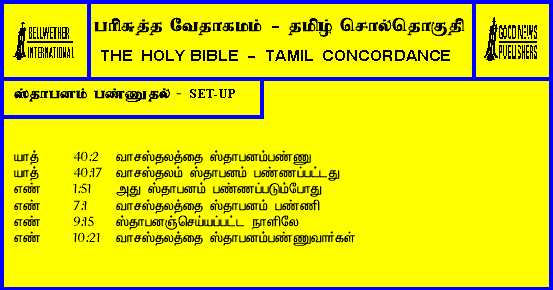 BELLWETHER
INTERNATIONAL
பரிசுத்த வேதாகமம் - தமிழ் சொல்தொகுதி
THE HOLY BIBLE - TAMIL CONCORDANCE
GOOD NEWS
PUBLISHERS
ஸ்தாபனம் பண்ணுதல் - SET-UP
யாத் 40:2 வாசஸ்தலத்தை ஸ்தாபனம்பண்ணு
யாத் 40:17 வாசஸ்தலம் ஸ்தாபனம் பண்ணப்பட்டது
எண் 1:51 அது ஸ்தாபனம் பண்ணப்படும்போது
எண் 7:1 வாசஸ்தலத்தை ஸ்தாபனம் பண்ணி
எண் 9:15 ஸ்தாபனஞ்செய்யப்பட்ட நாளிலே
எண் 10:21 வாசஸ்தலத்தை ஸ்தாபனம்பண்ணுவார்கள்